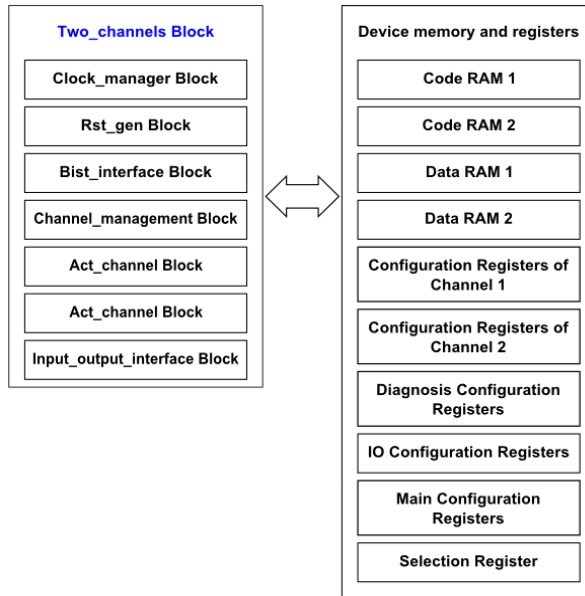 Two_channels Block
Clock_manager Block
Rst_gen Block
Bist_interface Block
Channel_management Block
Act_channel Block
Act_channel Block
Input_output_interface Block
Device memory and registers
Code RAM 1
Code RAM 2
Data RAM 1
Data RAM 2
Configuration Registers of
Channel 1
Configuration Registers of
Channel 2
Diagnosis Configuration
Registers
IO Configuration Registers
Main Configuration
Registers
Selection Register